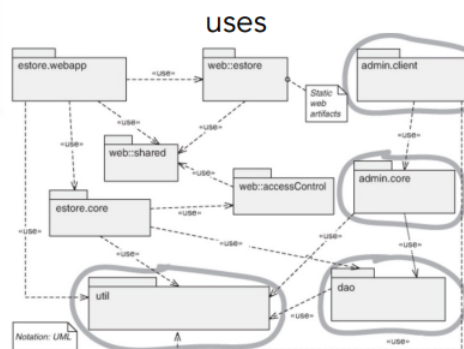 uses
estore.webapp
«use»
web::estore
admin.client
Static
web
artifacts
«use»
«use»
«use»
«use»
web::shared
«use»
web::accessControl
admin.core
estore.core
«use»
«use»
«use»
«use»
«use»
«use»
util
dao
«use»
Notation: UML
«use»